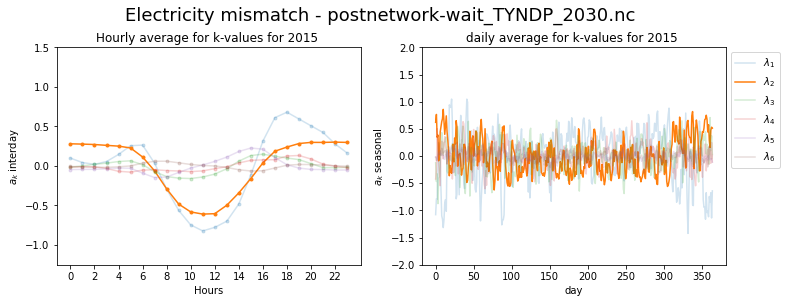 Electricity mismatch - postnetwork-wait_TYNDP_2030.nc
Hourly average for k-values for 2015
daily average for k-values for 2015
1.5
1.0
0.5
0.0
−0.5
−1.0
a_k interday
0 2 4 6 8 10 12 14 16 18 20 22
Hours
2.0
1.5
1.0
0.5
0.0
−0.5
−1.0
−1.5
−2.0
a_k seasonal
0 50 100 150 200 250 300 350
day
λ₁
λ₂
λ₃
λ₄
λ₅
λ₆